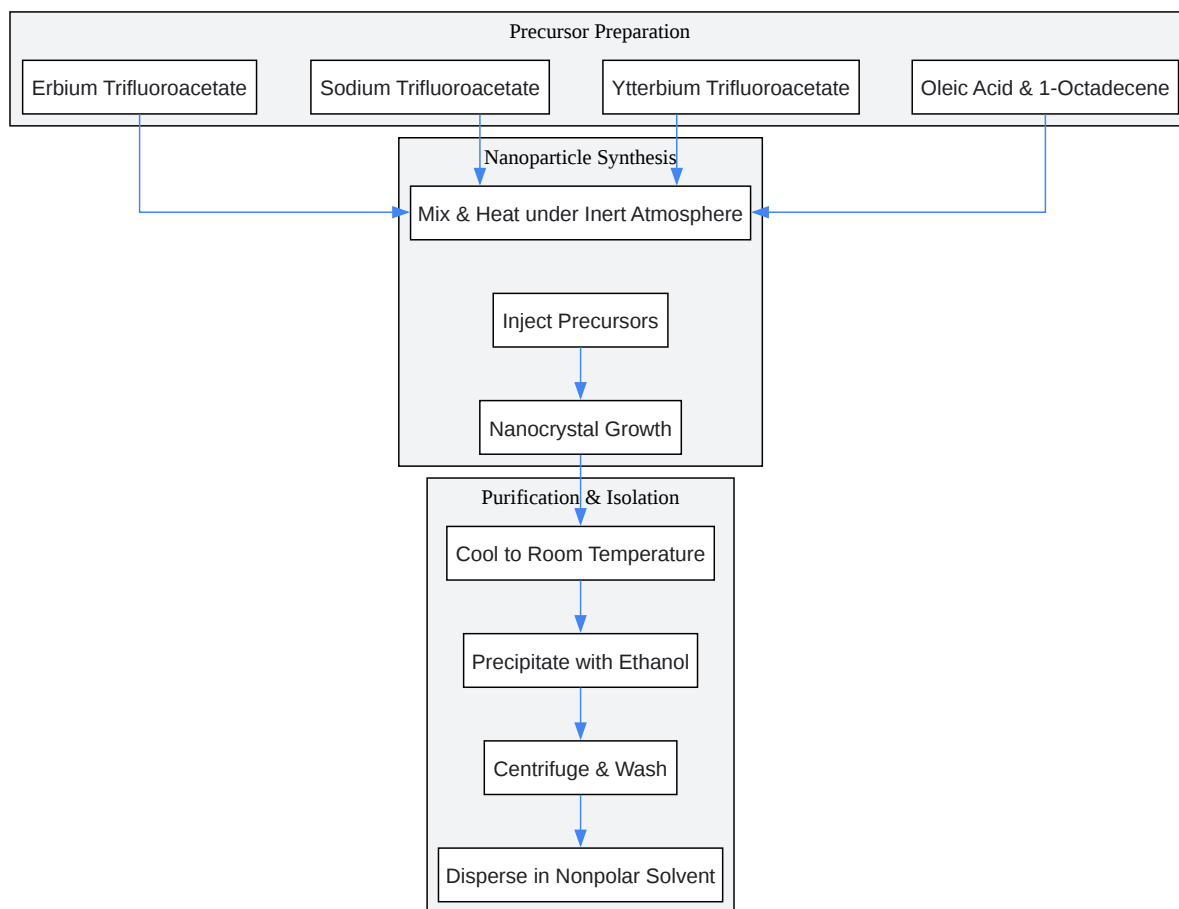 Precursor Preparation
Erbium Trifluoroacetate
Sodium Trifluoroacetate
Ytterbium Trifluoroacetate
Oleic Acid & 1-Octadecene
Nanoparticle Synthesis
Mix & Heat under Inert Atmosphere
Inject Precursors
Nanocrystal Growth
Purification & Isolation
Cool to Room Temperature
Precipitate with Ethanol
Centrifuge & Wash
Disperse in Nonpolar Solvent